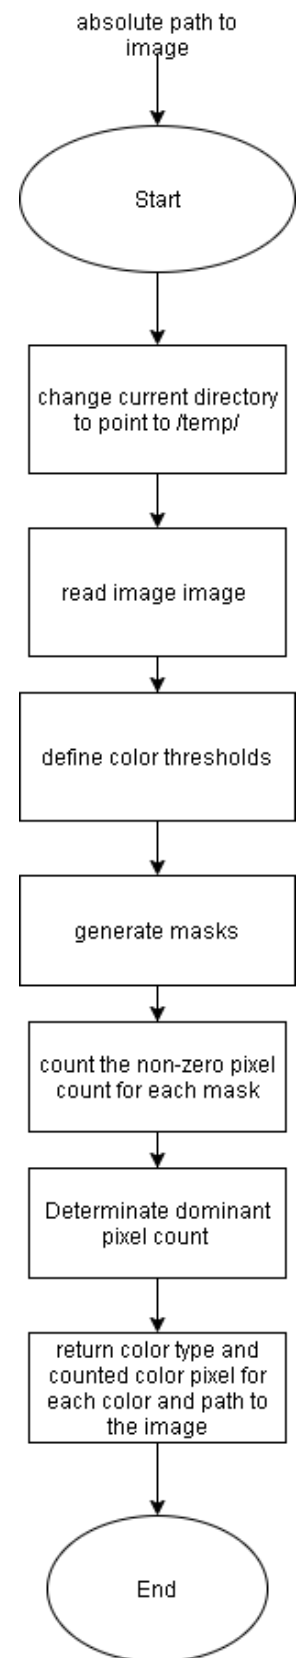 absolute path to
image
Start
change current directory
to point to /temp/
read image image
define color thresholds
generate masks
count the non-zero pixel
count for each mask
Determinate dominant
pixel count
return color type and
counted color pixel for
each color and path to
the image
End